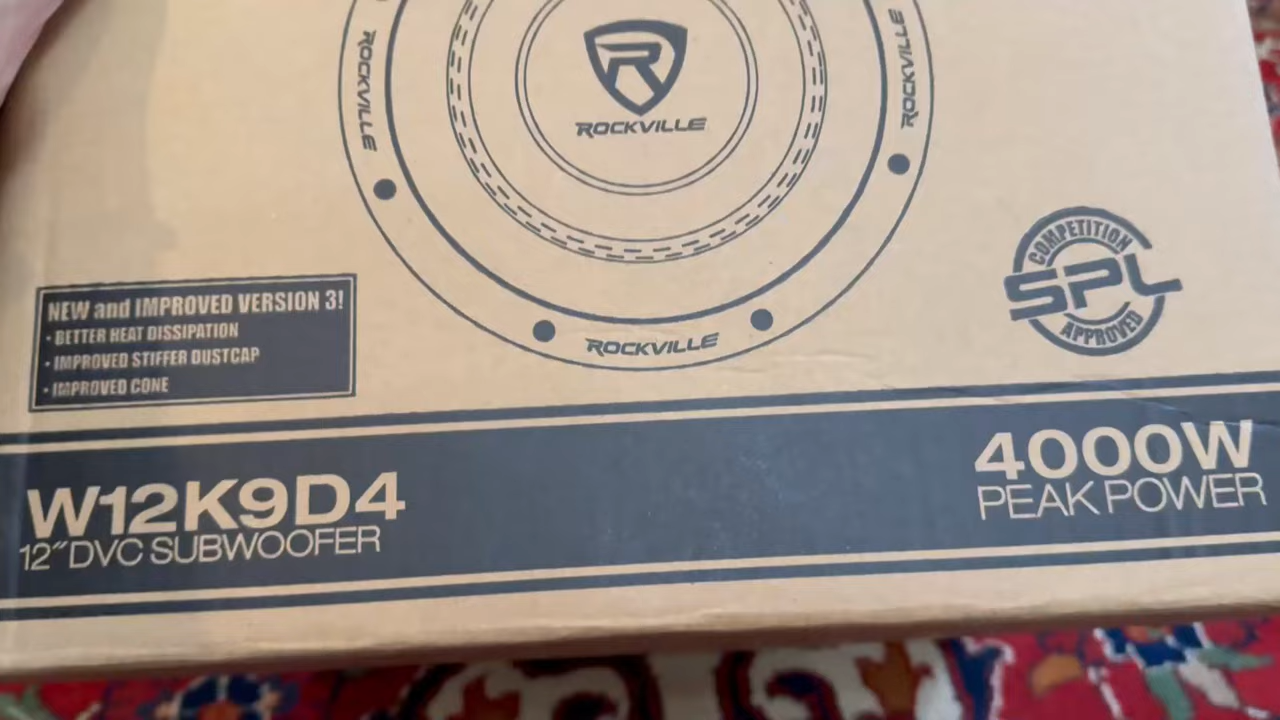 ROCKVILLE
ROCKVILLE
ROCKVILLE
ROCKVILLE
COMPETITION
SPL
APPROVED
NEW and IMPROVED VERSION 3!
· BETTER HEAT DISSIPATION
· IMPROVED STIFFER DUSTCAP
· IMPROVED CONE
W12K9D4
12″ DVC SUBWOOFER
4000W
PEAK POWER